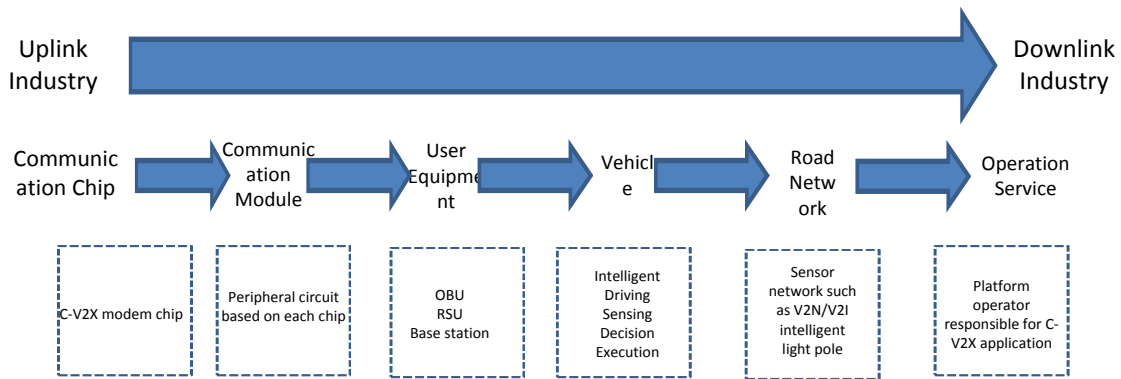 Uplink
Industry
Downlink
Industry
Communic
ation Chip
Communic
ation
Module
User
Equipme
nt
Vehicl
e
Road
Netw
ork
Operation
Service
C-V2X modem chip
Peripheral circuit
based on each chip
OBU
RSU
Base station
Intelligent
Driving
Sensing
Decision
Execution
Sensor
network such
as V2N/V2I
intelligent
light pole
Platform
operator
responsible for C-
V2X application